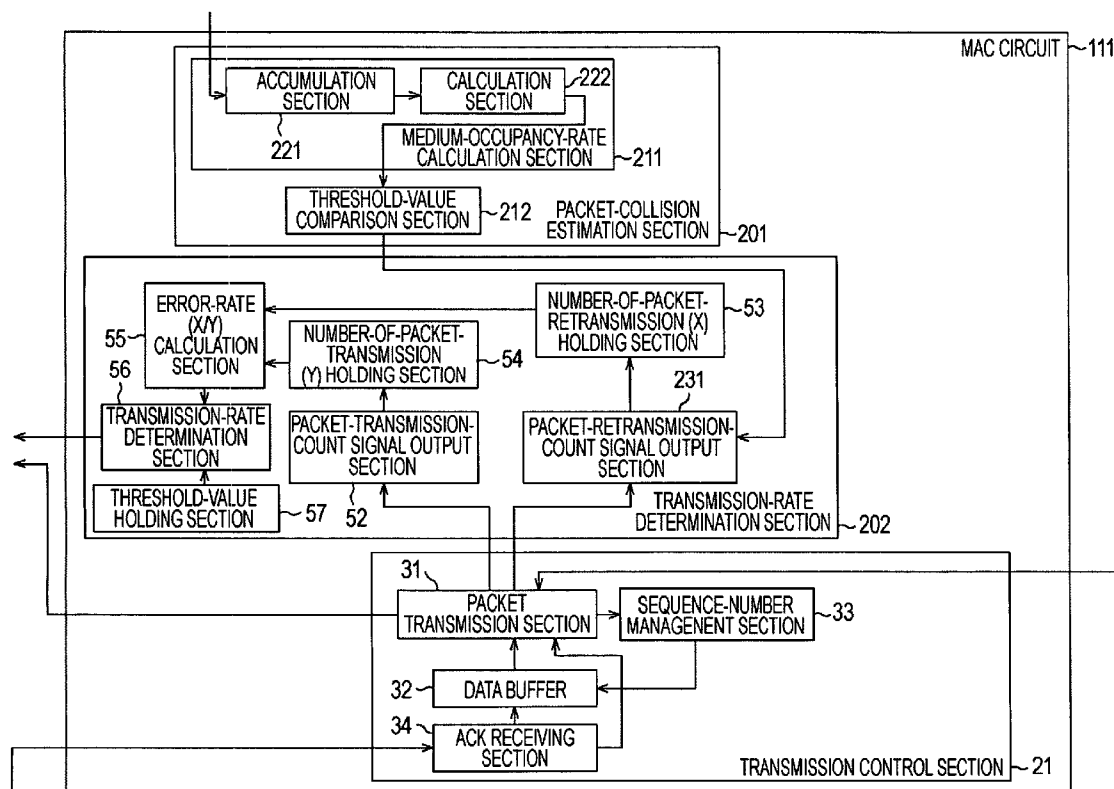 MAC CIRCUIT
111
ACCUMULATION
SECTION
221
CALCULATION
SECTION
222
MEDIUM-OCCUPANCY-RATE
CALCULATION SECTION
211
THRESHOLD-VALUE
COMPARISON SECTION
212
PACKET-COLLISION
ESTIMATION SECTION
201
ERROR-RATE
(X/Y)
CALCULATION
SECTION
55
NUMBER-OF-PACKET-
TRANSMISSION
(Y) HOLDING SECTION
54
NUMBER-OF-PACKET-
RETRANSMISSION (X)
HOLDING SECTION
53
56
TRANSMISSION-RATE
DETERMINATION
SECTION
PACKET-TRANSMISSION-
COUNT SIGNAL OUTPUT
SECTION
52
231
PACKET-RETRANSMISSION-
COUNT SIGNAL OUTPUT
SECTION
THRESHOLD-VALUE
HOLDING SECTION
57
TRANSMISSION-RATE
DETERMINATION SECTION
202
31
PACKET
TRANSMISSION SECTION
SEQUENCE-NUMBER
MANAGENENT SECTION
33
32
DATA BUFFER
34
ACK RECEIVING
SECTION
TRANSMISSION CONTROL SECTION
21